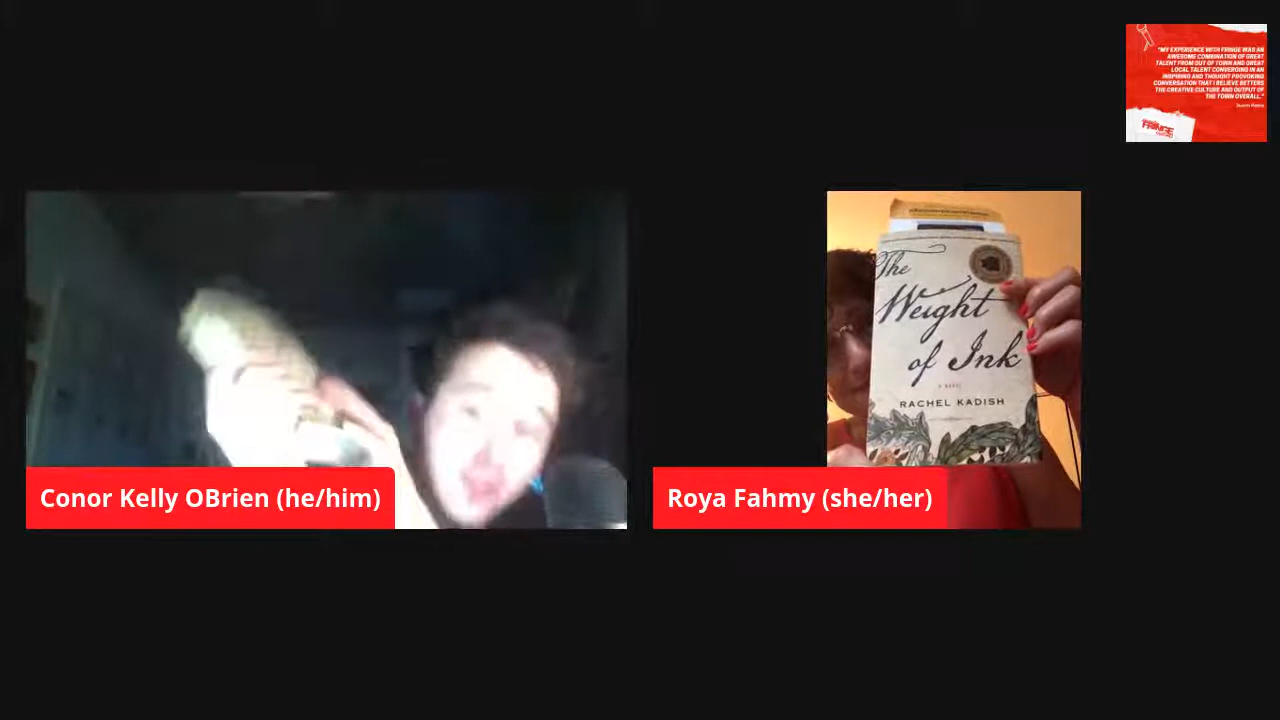 "MY EXPERIENCE WITH FRINGE WAS AN
AWESOME COMBINATION OF GREAT
TALENT FROM OUT OF TOWN AND GREAT
LOCAL TALENT CONVERGING IN AN
INSPIRING AND THOUGHT PROVOKING
CONVERSATION THAT I BELIEVE BETTERS
THE CREATIVE CULTURE AND OUTPUT OF
THE TOWN OVERALL."
FRINGE
The
Weight
of Ink
A NOVEL
RACHEL KADISH
Conor Kelly OBrien (he/him)
Roya Fahmy (she/her)